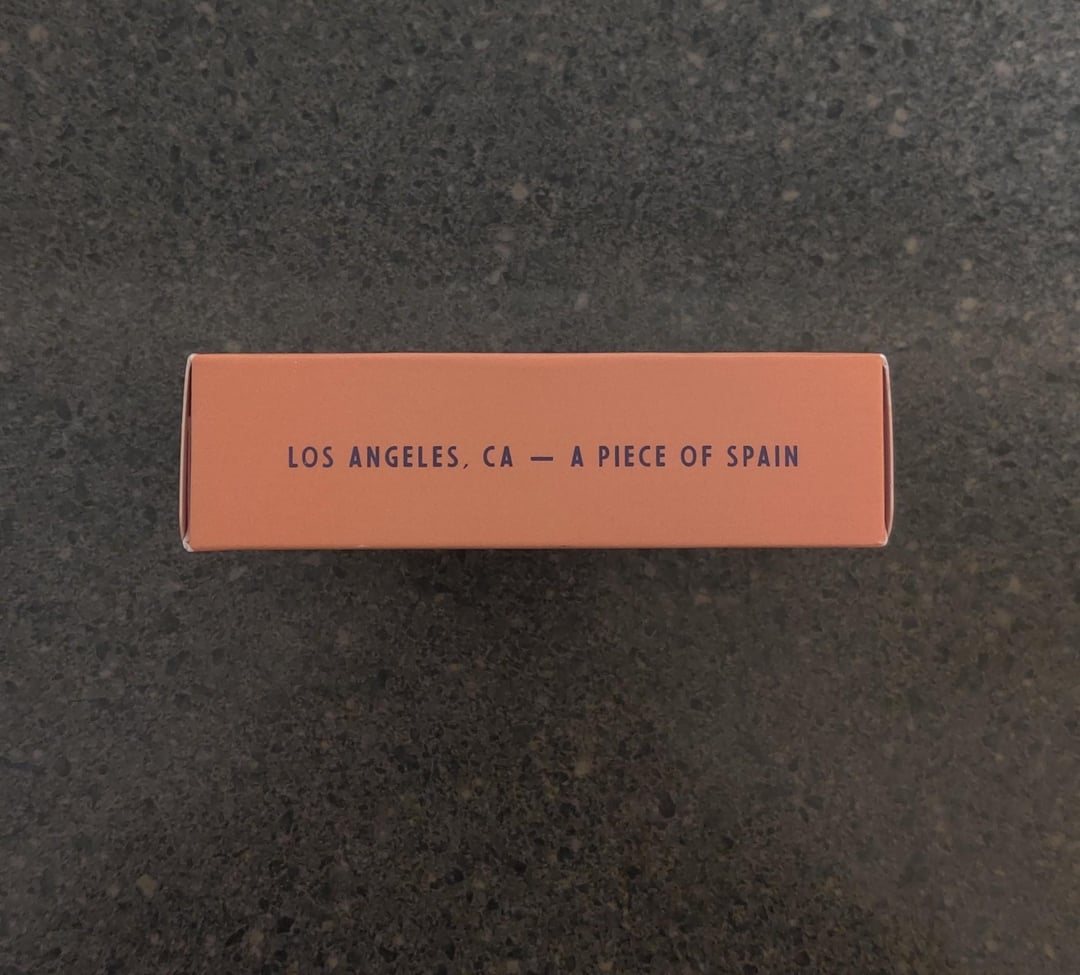 LOS ANGELES, CA — A PIECE OF SPAIN